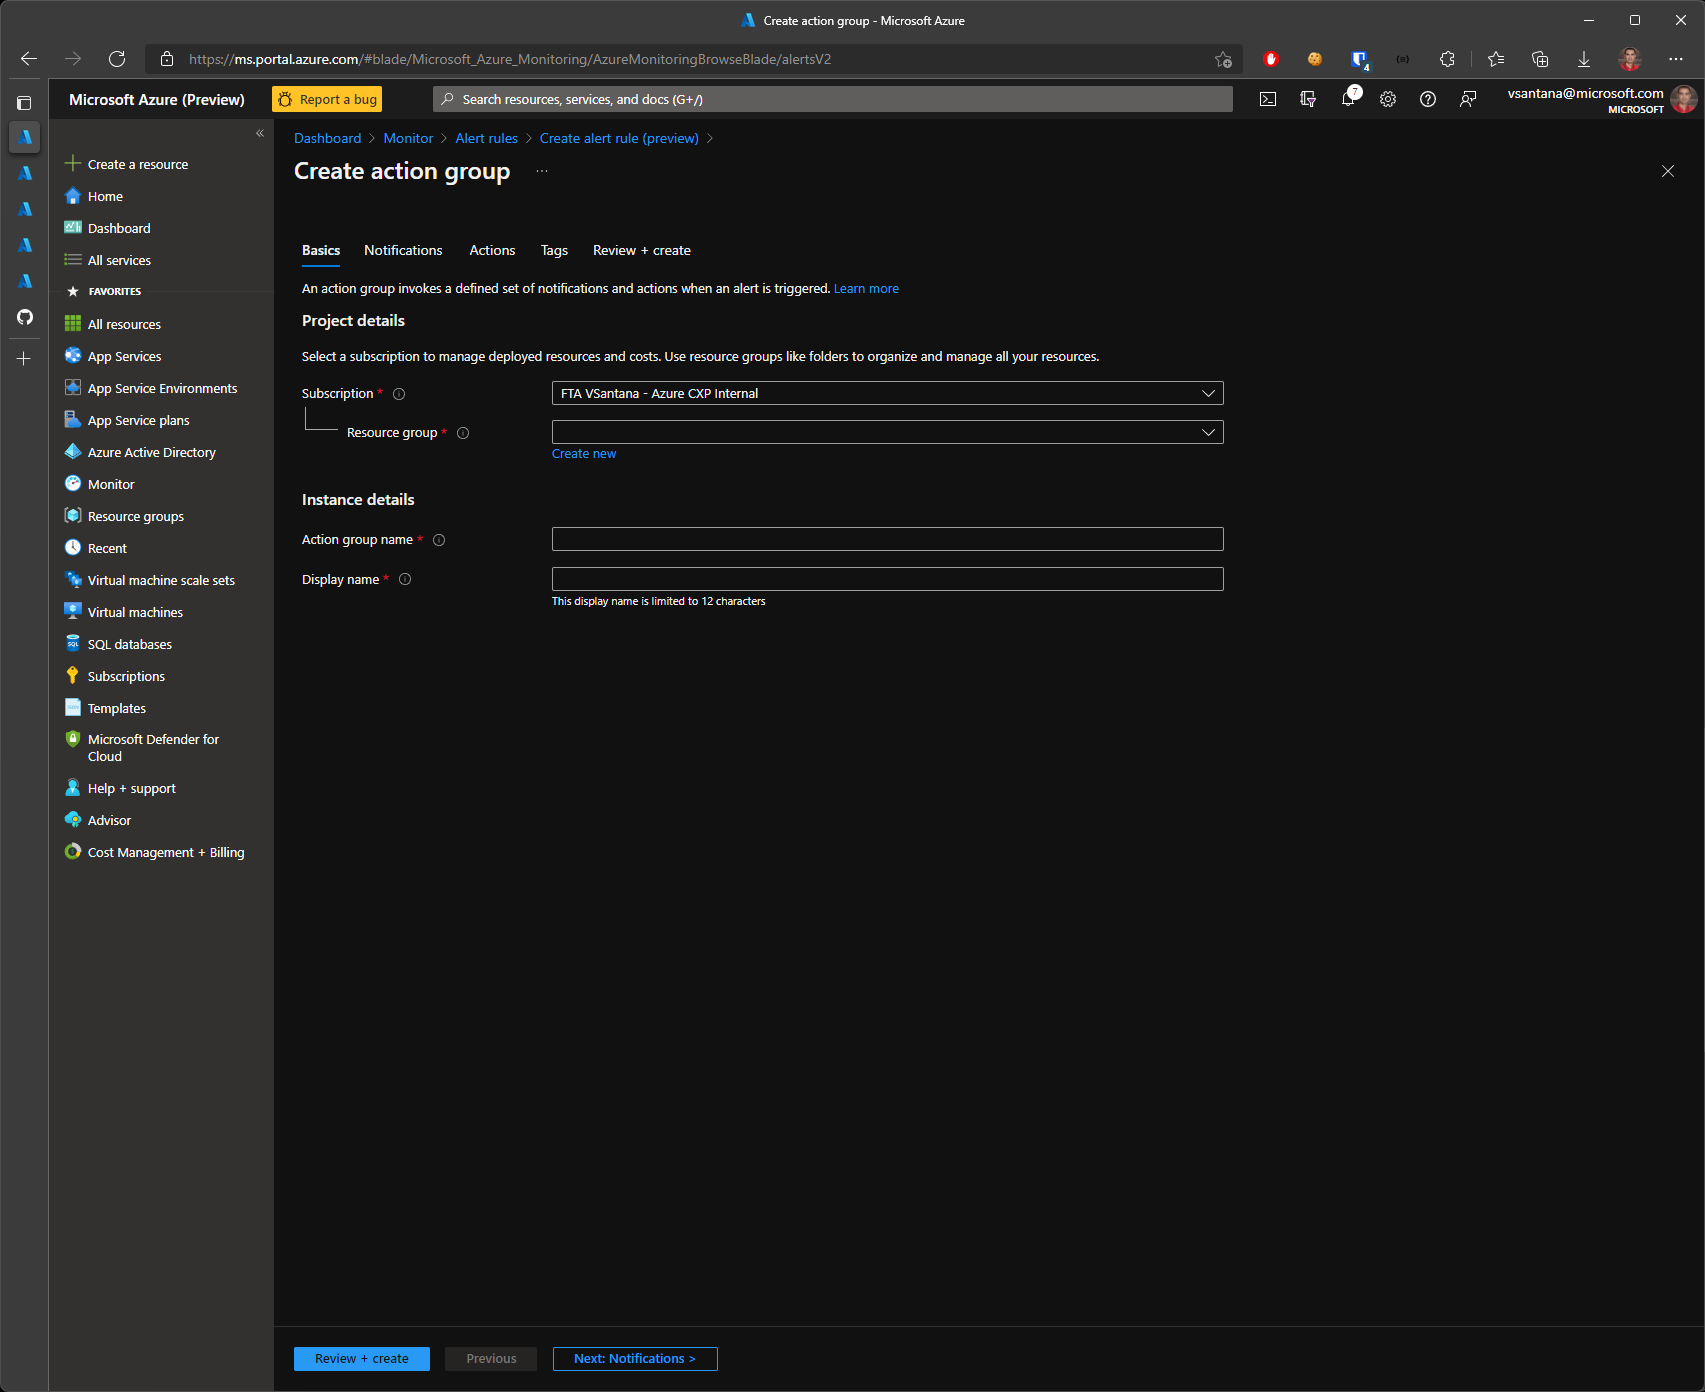 Create action group - Microsoft Azure
https://ms.portal.azure.com/#blade/Microsoft_Azure_Monitoring/AzureMonitoringBrowseBlade/alertsV2
4
Microsoft Azure (Preview)
Report a bug
Search resources, services, and docs (G+/)
7
vsantana@microsoft.com
MICROSOFT
«
Create a resource
Home
Dashboard
All services
FAVORITES
All resources
App Services
App Service Environments
App Service plans
Azure Active Directory
Monitor
Resource groups
Recent
Virtual machine scale sets
Virtual machines
SQL databases
Subscriptions
Templates
Microsoft Defender for
Cloud
Help + support
Advisor
Cost Management + Billing
Dashboard > Monitor > Alert rules > Create alert rule (preview) >
Create action group ...
Basics Notifications Actions Tags Review + create
An action group invokes a defined set of notifications and actions when an alert is triggered. Learn more
Project details
Select a subscription to manage deployed resources and costs. Use resource groups like folders to organize and manage all your resources.
Subscription * FTA VSantana - Azure CXP Internal
Resource group *
Create new
Instance details
Action group name *
Display name *
This display name is limited to 12 characters
Review + create Previous Next: Notifications >